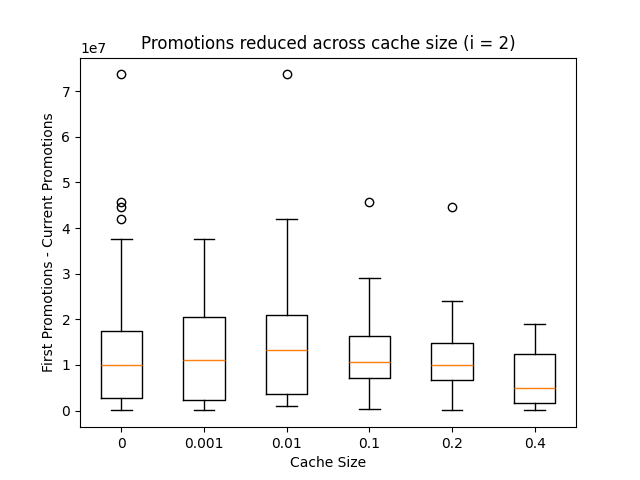 Promotions reduced across cache size (i = 2)
1e7
7
6
5
4
3
2
1
0
First Promotions - Current Promotions
0 0.001 0.01 0.1 0.2 0.4
Cache Size